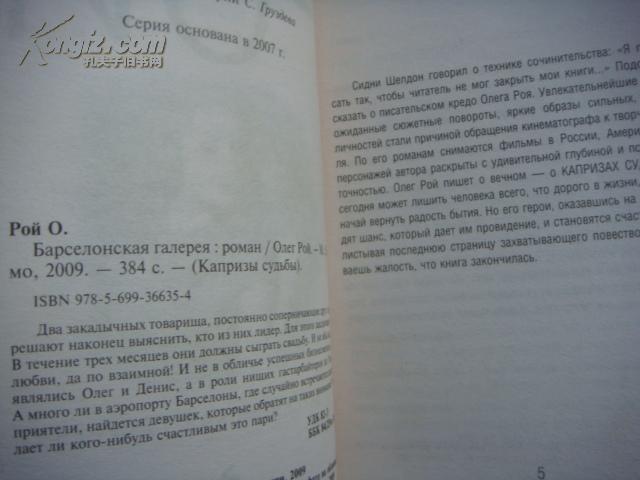 Kongfz.com
孔夫子旧书网
С. Груздева
Серия основана в 2007 г.
Рой О.
Барселонская галерея : роман / Олег Рой. –
мо, 2009. — 384 с. — (Капризы судьбы).
ISBN 978-5-699-36635-4
Два закадычных товарища, постоянно соперничающие
решают наконец выяснить, кто из них лидер. Для этого
В течение трех месяцев они должны сыграть свадьбу. И не
любви, да по взаимной! И не в обличье успешных
являлись Олег и Денис, а в роли нищих гастарбайтеров
А много ли в аэропорту Барселоны, где случайно
приятели, найдется девушек, которые обратят на таких внимание
лает ли кого-нибудь счастливым это пари?
УДК
ББК
2009
Сидни Шелдон говорил о технике сочинительства: «Я
сать так, чтобы читатель не мог закрыть мои книги...»
сказать о писательском кредо Олега Роя. Увлекательнейшие
ожиданные сюжетные повороты, яркие образы сильных,
личностей стали причиной обращения кинематографа к
ля. По его романам снимаются фильмы в России,
персонажей автора раскрыты с удивительной глубиной и
точностью. Олег Рой пишет о вечном — о КАПРИЗАХ
сегодня может лишить человека всего, что дорого в жизни,
начай вернуть радость бытия. Но его герои, оказавшись на
дят шанс, который дает им провидение, и становятся
листывая последнюю страницу захватывающего
ваешь жалость, что книга закончилась.
5